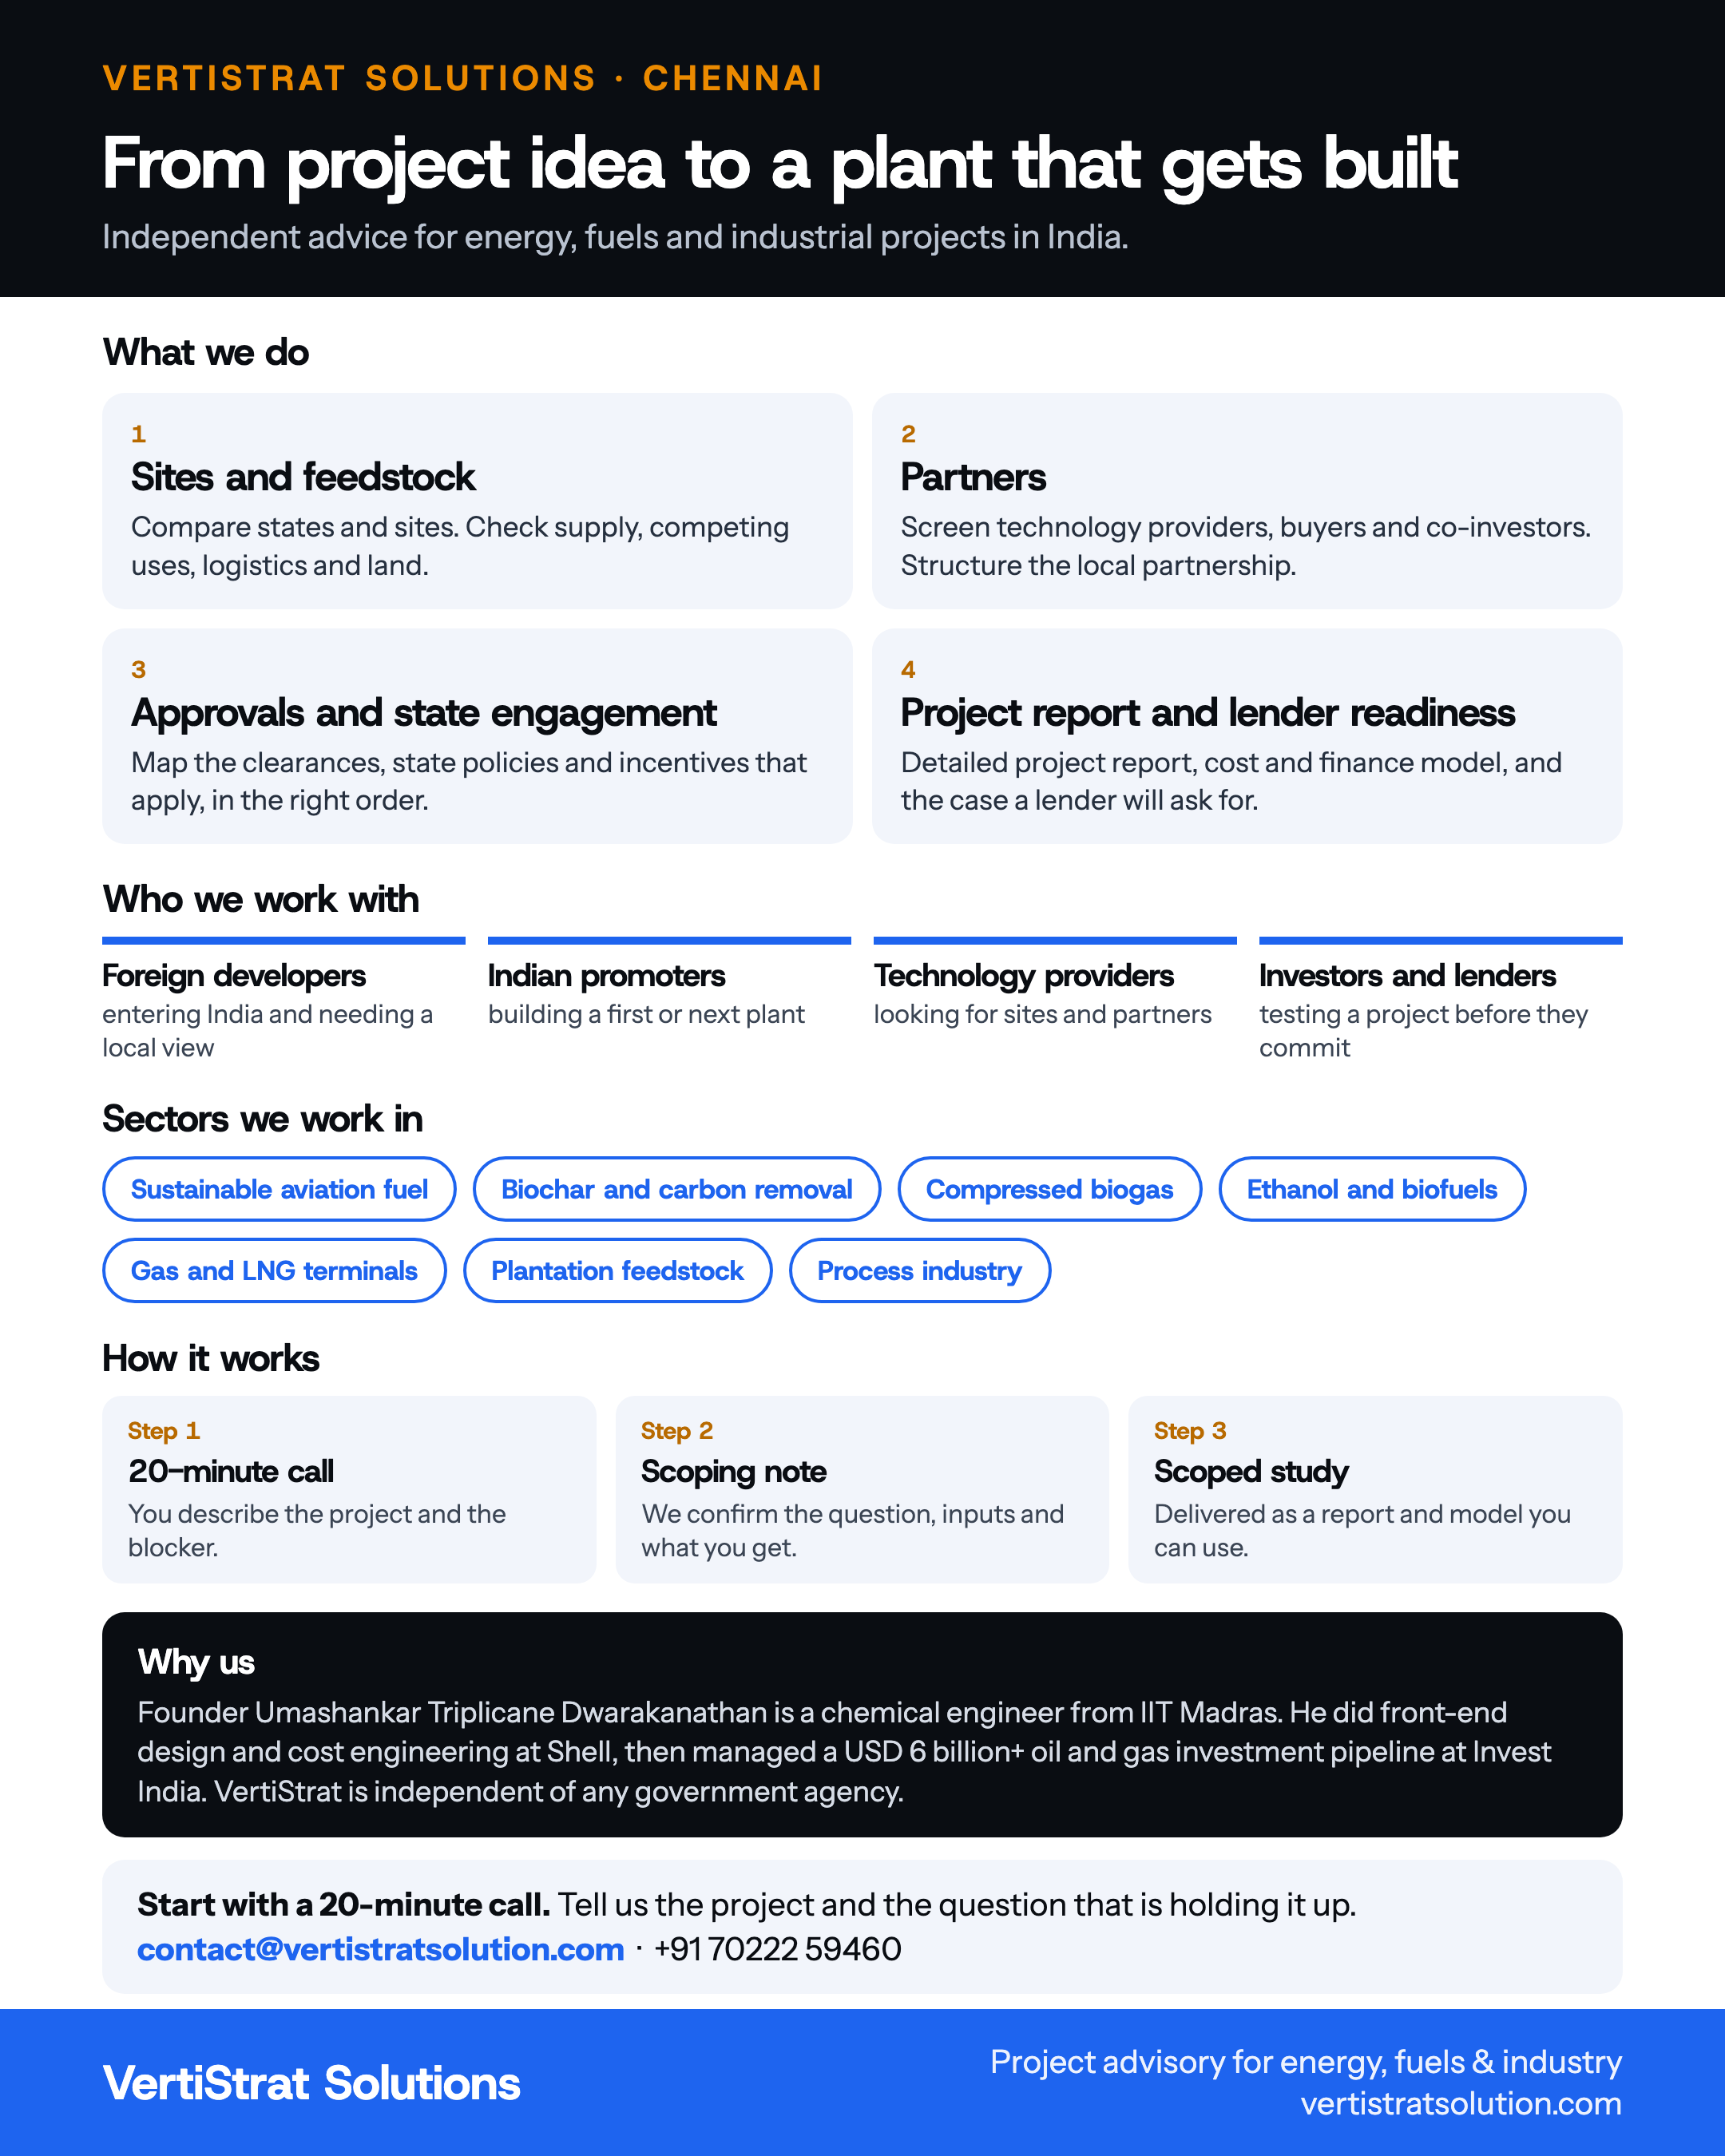 VERTISTRAT SOLUTIONS · CHENNAI
From project idea to a plant that gets built
Independent advice for energy, fuels and industrial projects in India.
What we do
1
Sites and feedstock
Compare states and sites. Check supply, competing
uses, logistics and land.
2
Partners
Screen technology providers, buyers and co-investors.
Structure the local partnership.
3
Approvals and state engagement
Map the clearances, state policies and incentives that
apply, in the right order.
4
Project report and lender readiness
Detailed project report, cost and finance model, and
the case a lender will ask for.
Who we work with
Foreign developers
entering India and needing a
local view
Indian promoters
building a first or next plant
Technology providers
looking for sites and partners
Investors and lenders
testing a project before they
commit
Sectors we work in
Sustainable aviation fuel
Biochar and carbon removal
Compressed biogas
Ethanol and biofuels
Gas and LNG terminals
Plantation feedstock
Process industry
How it works
Step 1
20-minute call
You describe the project and the
blocker.
Step 2
Scoping note
We confirm the question, inputs and
what you get.
Step 3
Scoped study
Delivered as a report and model you
can use.
Why us
Founder Umashankar Triplicane Dwarakanathan is a chemical engineer from IIT Madras. He did front-end
design and cost engineering at Shell, then managed a USD 6 billion+ oil and gas investment pipeline at Invest
India. VertiStrat is independent of any government agency.
Start with a 20-minute call. Tell us the project and the question that is holding it up.
contact@vertistratsolution.com · +91 70222 59460
VertiStrat Solutions
Project advisory for energy, fuels & industry
vertistratsolution.com